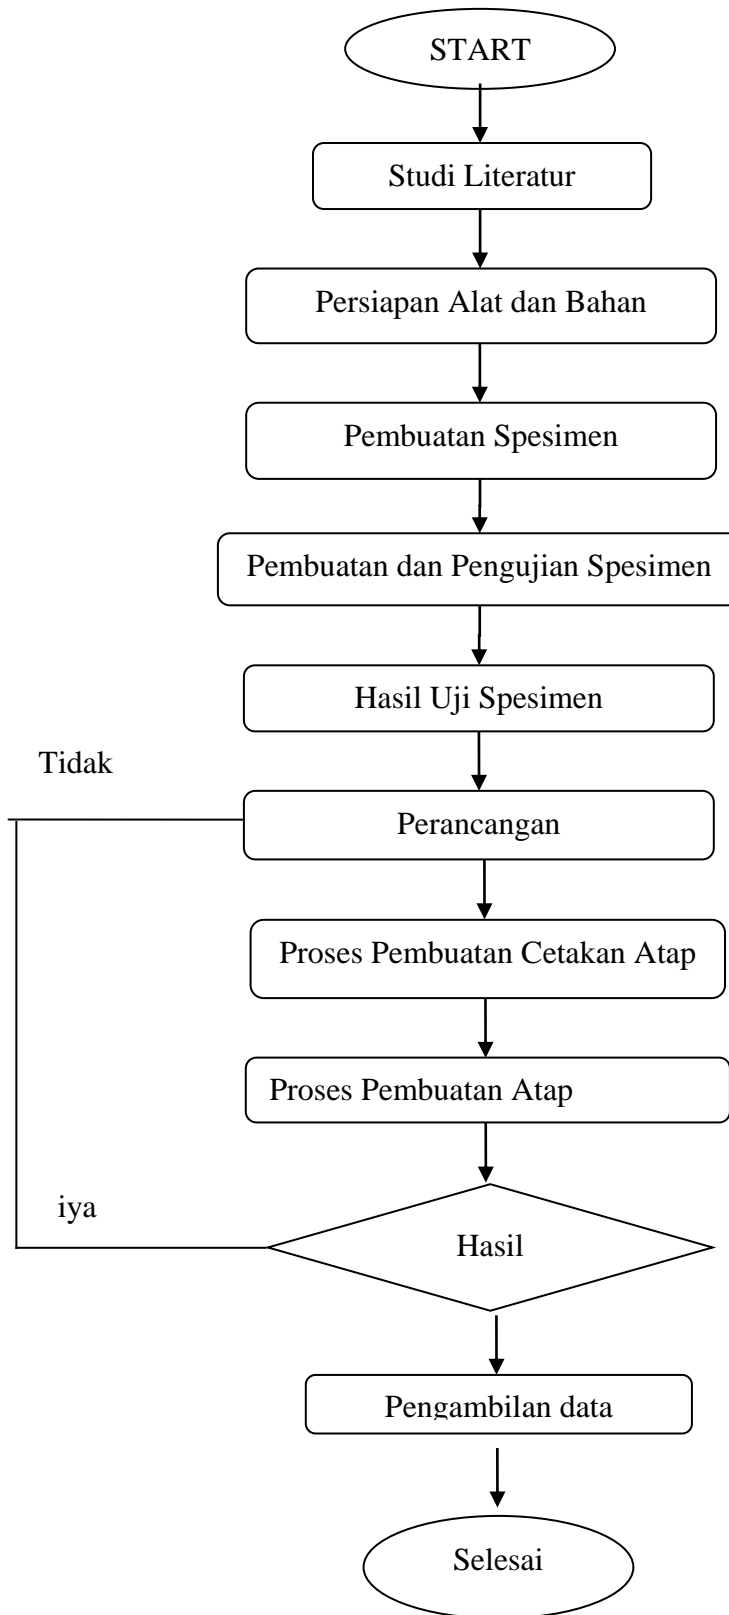 START
Studi Literatur
Persiapan Alat dan Bahan
Pembuatan Spesimen
Pembuatan dan Pengujian Spesimen
Hasil Uji Spesimen
Tidak
Perancangan
Proses Pembuatan Cetakan Atap
Proses Pembuatan Atap
iya
Hasil
Pengambilan data
Selesai